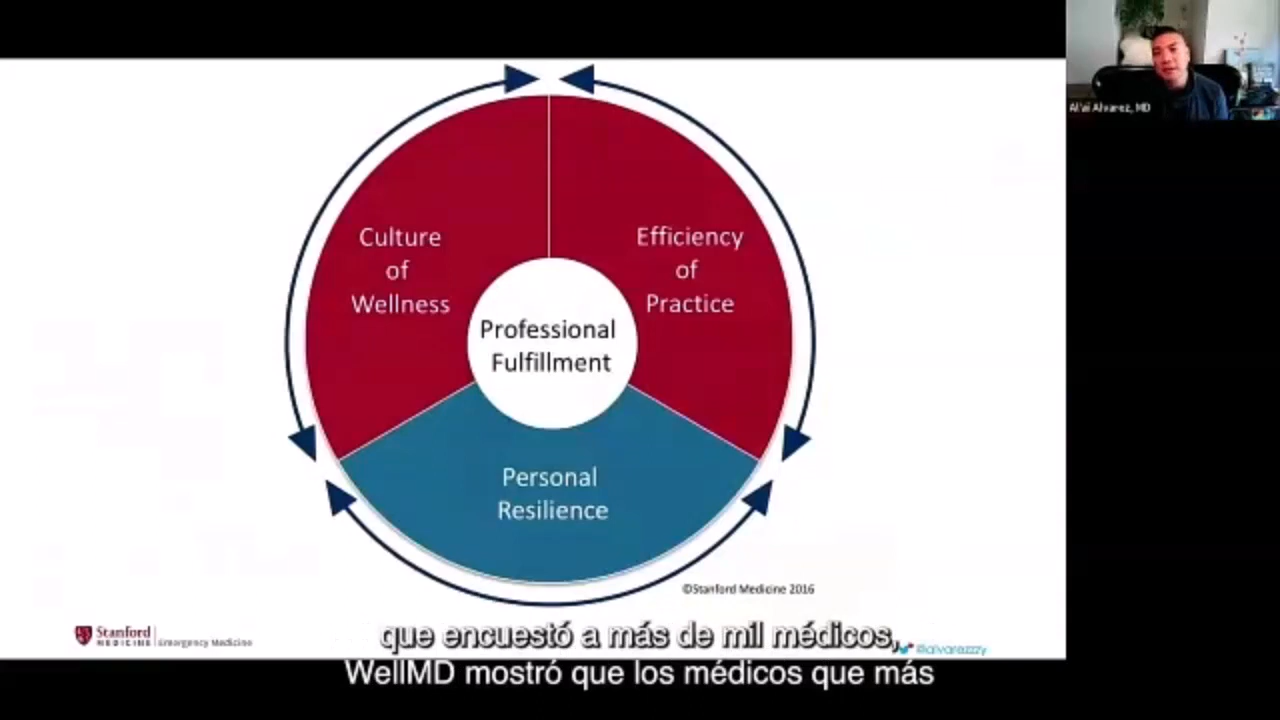 Al'ai Alvarez, MD
Culture
of
Wellness
Efficiency
of
Practice
Professional
Fulfillment
Personal
Resilience
©Stanford Medicine 2016
Stanford
MEDICINE | Emergency Medicine
@alvarezzzy
que encuestó a más de mil médicos,
WellMD mostró que los médicos que más